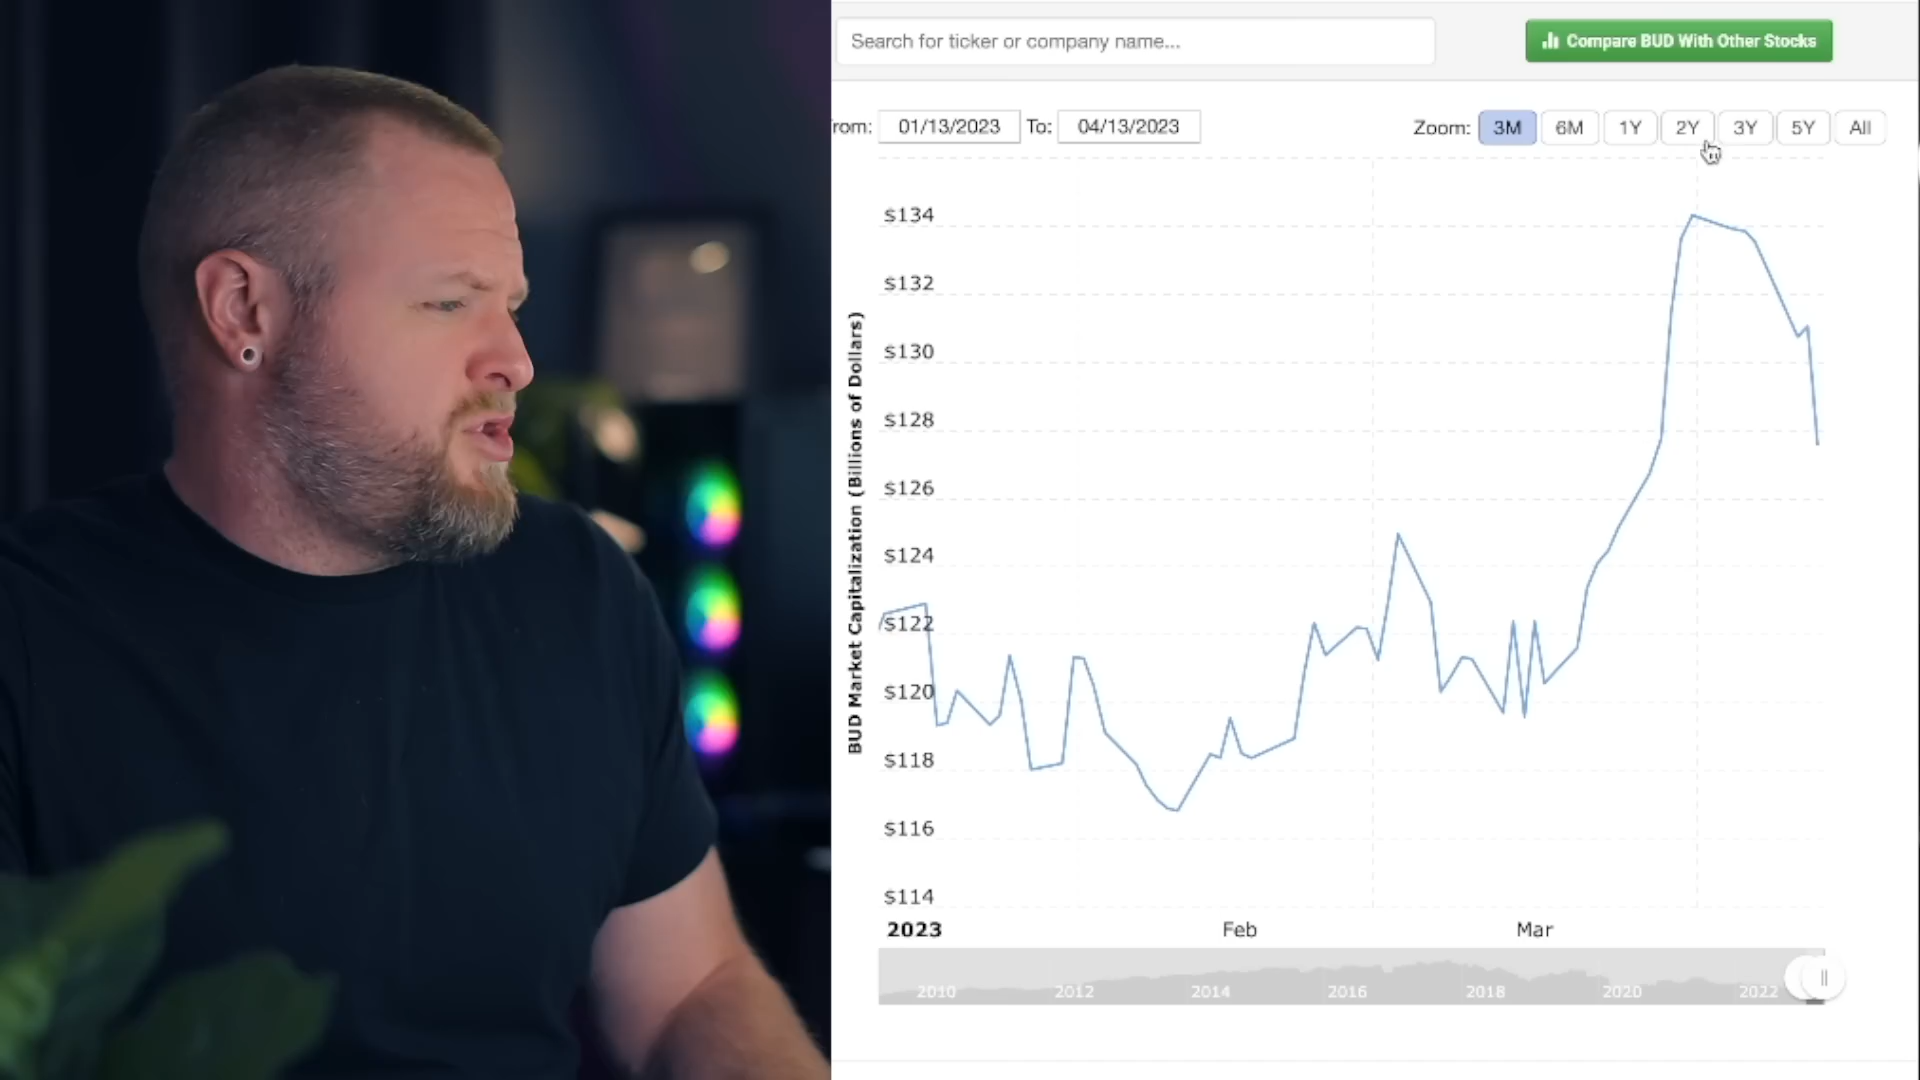 Search for ticker or company name...
Compare BUD With Other Stocks
rom: 01/13/2023 To: 04/13/2023
Zoom: 3M 6M 1Y 2Y 3Y 5Y All
BUD Market Capitalization (Billions of Dollars)
$134
$132
$130
$128
$126
$124
$122
$120
$118
$116
$114
2023 Feb Mar
2010 2012 2014 2016 2018 2020 2022